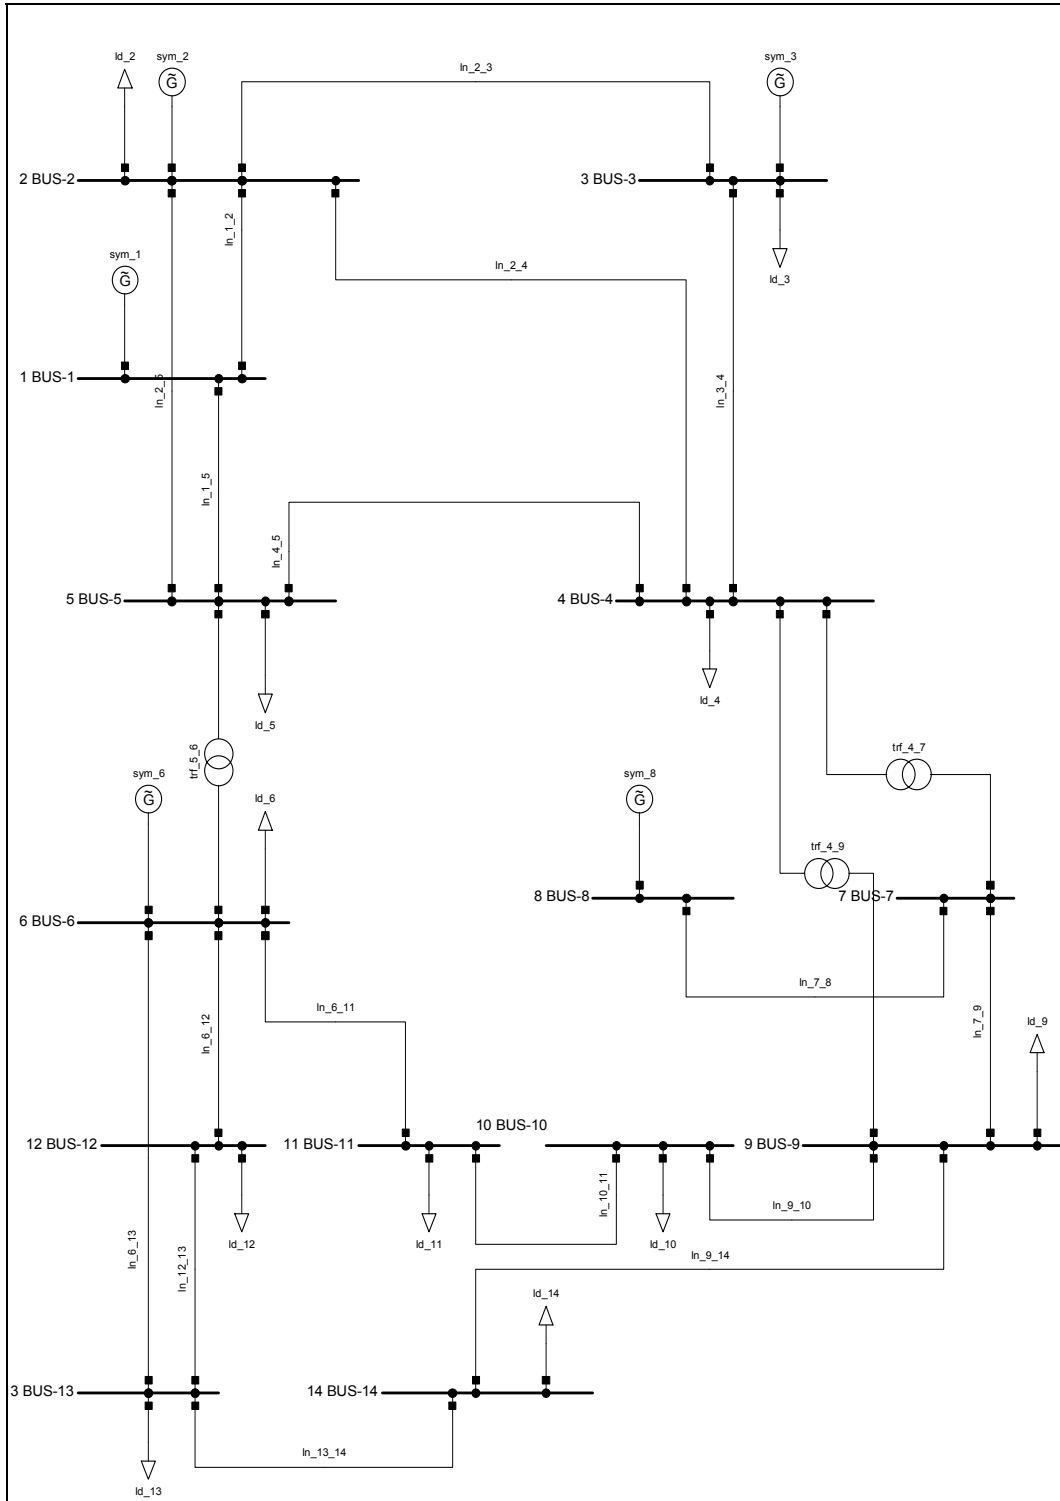 ld_2
sym_2
G̃
ln_2_3
sym_3
G̃
2 BUS-2
3 BUS-3
ln_1_2
sym_1
G̃
ln_2_4
ld_3
1 BUS-1
ln_2_5
ln_3_4
ln_1_5
ln_4_5
5 BUS-5
4 BUS-4
ld_5
ld_4
trf_5_6
trf_4_7
sym_6
G̃
ld_6
sym_8
G̃
trf_4_9
8 BUS-8
7 BUS-7
6 BUS-6
ln_7_8
ln_6_11
ln_6_12
ln_7_9
ld_9
12 BUS-12
11 BUS-11
10 BUS-10
9 BUS-9
ln_10_11
ln_9_10
ln_6_13
ln_12_13
ld_12
ld_11
ld_10
ln_9_14
ld_14
3 BUS-13
14 BUS-14
ln_13_14
ld_13